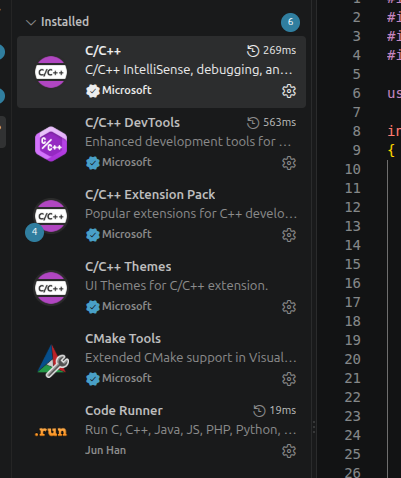 Installed 6
C/C++ 269ms
C/C++ IntelliSense, debugging, an...
Microsoft
C/C++ DevTools 563ms
Enhanced development tools for ...
Microsoft
C/C++ Extension Pack
Popular extensions for C++ develo...
4 Microsoft
C/C++ Themes
UI Themes for C/C++ extension.
Microsoft
CMake Tools
Extended CMake support in Visual...
Microsoft
Code Runner 19ms
Run C, C++, Java, JS, PHP, Python, ...
Jun Han
C/C++
C/C++
C/C++
C/C++
.run
1 #i
2 #i
3 #i
4 #i
5
6 us
7
8 in
9 {
10
11
12
13
14
15
16
17
18
19
20
21
22
23
24
25
26